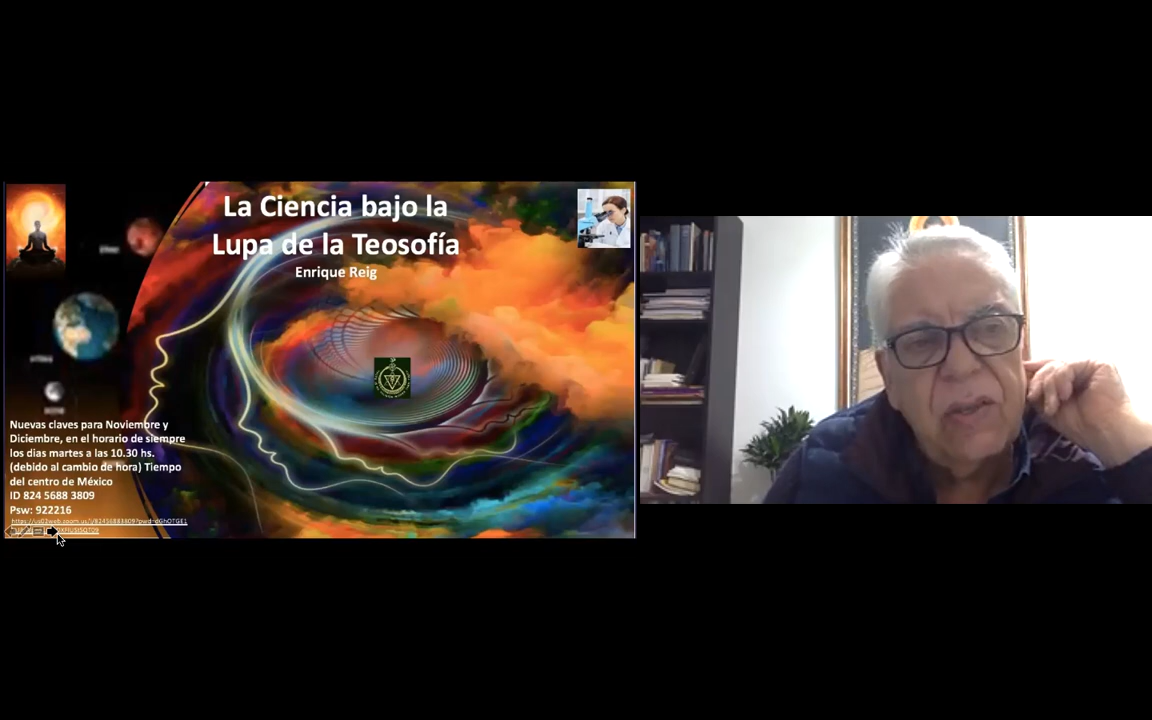 La Ciencia bajo la
Lupa de la Teosofía
Enrique Reig
Nuevas claves para Noviembre y
Diciembre, en el horario de siempre
los dias martes a las 10.30 hs.
(debido al cambio de hora) Tiempo
del centro de México
ID 824 5688 3809
Psw: 922216